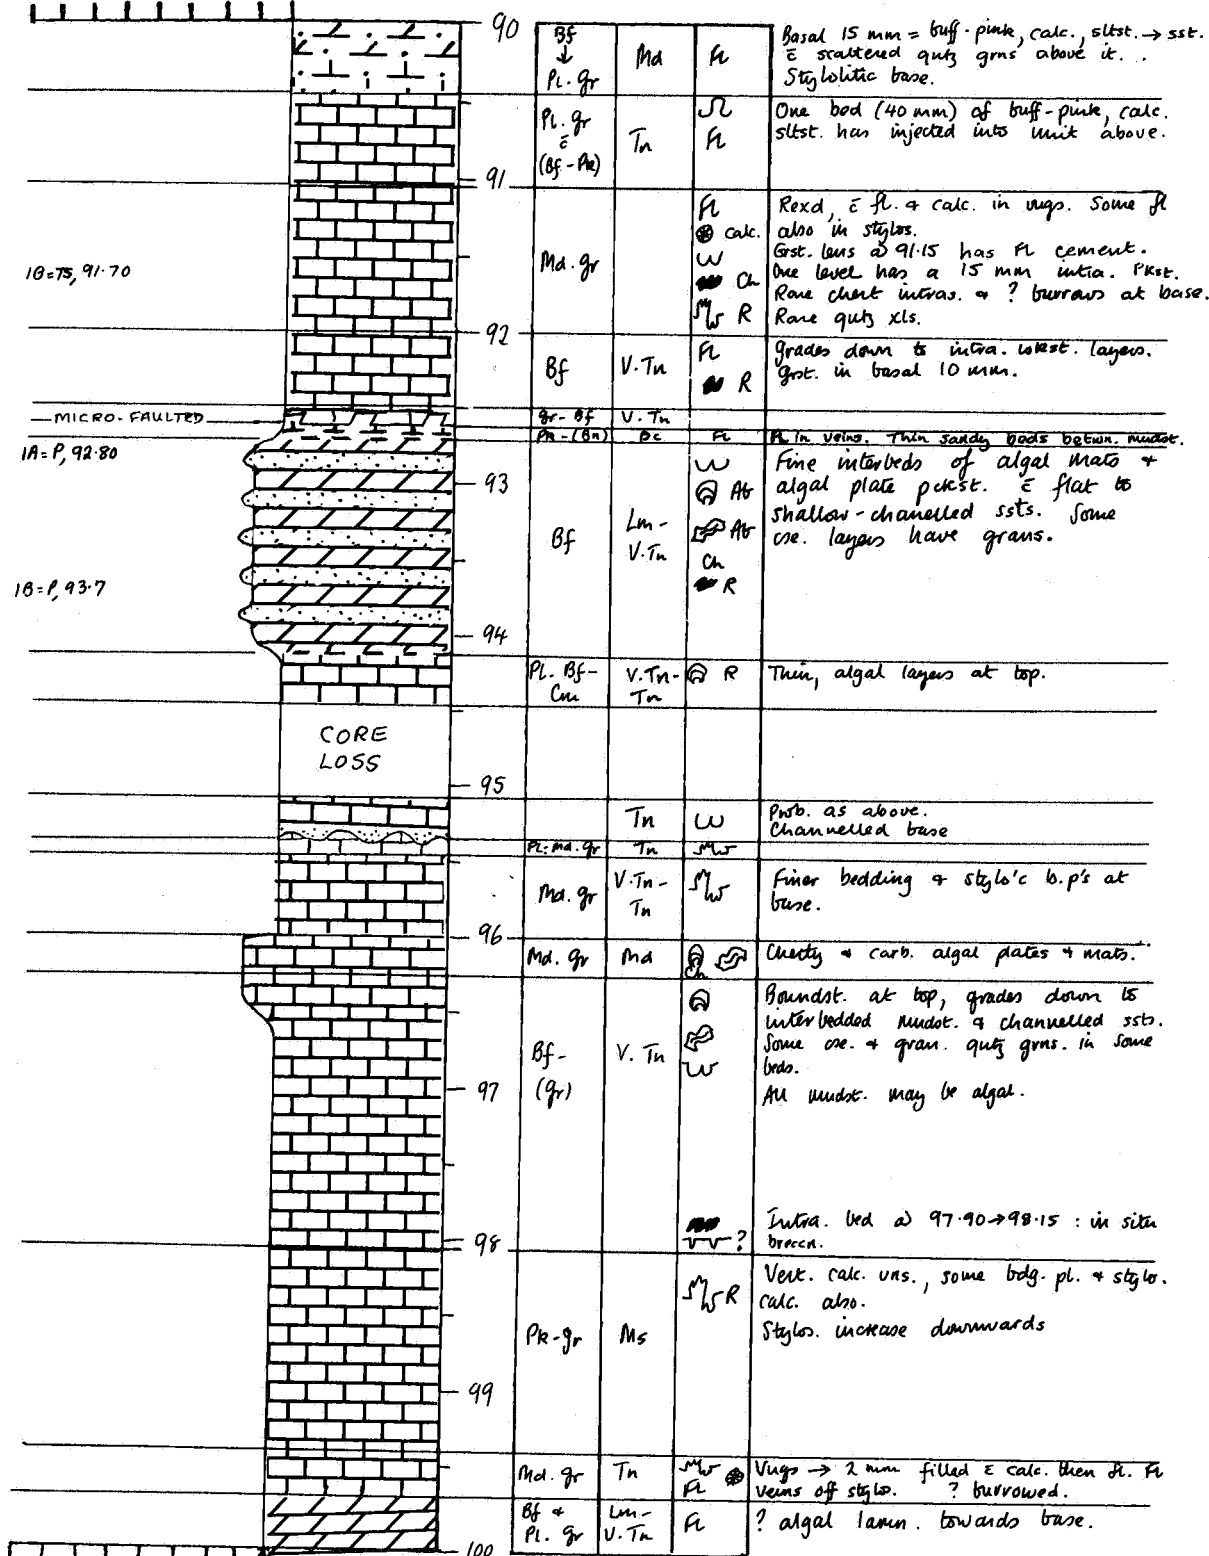 90
Bf
↓
Pl. gr
Md
Fl
Basal 15 mm = buff-pink, calc., sltst. → sst.
c̄ scattered qutz grns above it. . .
Stylolitic base.
Pl. gr
c̄
(Bf-Pk)
Tn
Fl
One bed (40 mm) of buff-pink, calc.
sltst. has injected into unit above.
91
1B=TS, 91.70
Md. gr
Fl
calc.
Ch
R
Rexd, c̄ fl. & calc. in vugs. Some fl
also in stylos.
Grst. lens @ 91.15 has Fl cement.
One level has a 15 mm intra. Pkst.
Rare chert intras. & ? burrows at base.
Rare qutz xls.
92
Bf
V. Tn
Fl
R
grades down to intra. wkst. layers.
grst. in basal 10 mm.
MICRO-FAULTED
gr-Bf
V. Tn
Pk-(Bn)
Bc
Fl
Fl in veins. Thin sandy beds betwn. mudst.
1A=P, 92.80
93
1B=P, 93.7
Bf
Lm-
V.Tn
Ab
Ab
Ch
R
Fine interbeds of algal mats &
algal plate pckst. c̄ flat to
shallow-chanelled ssts. Some
cse. layers have grans.
94
Pl. Bf-
Cm
V.Tn-
Tn
R
Thin, algal layers at top.
CORE
LOSS
95
Tn
Prob. as above.
Channelled base
Pl-md.gr
Tn
Md. gr
V.Tn-
Tn
Finer bedding & stylo'c b.p's at
base.
96
Md. gr
Md
Ch
Cherty & carb. algal plates & mats.
Bf-
(gr)
V. Tn
Boundst. at top, grades down to
interbedded mudst. & channelled ssts.
Some cse. & gran. qutz grns. in some
beds.
All mudst. may be algal.
97
?
Intra. bed @ 97.90→98.15 : in situ
breccn.
98
Pk-gr
Ms
R
Vert. calc. vns., some bdg. pl. & stylo.
calc. also.
Stylos. increase downwards
99
Md. gr
Tn
Fl
Vugs → 2 mm filled c̄ calc. then fl. Fl
veins off stylo. ? burrowed.
Bf &
Pl. gr
Lm-
V.Tn
Fl
? algal lamn. towards base.
100